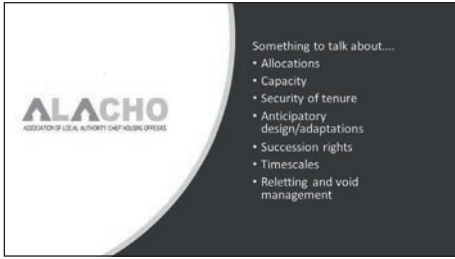 ALACHO
ASSOCIATION OF LOCAL AUTHORITY CHIEF HOUSING OFFICERS
Something to talk about....
• Allocations
• Capacity
• Security of tenure
• Anticipatory
design/adaptations
• Succession rights
• Timescales
• Reletting and void
management